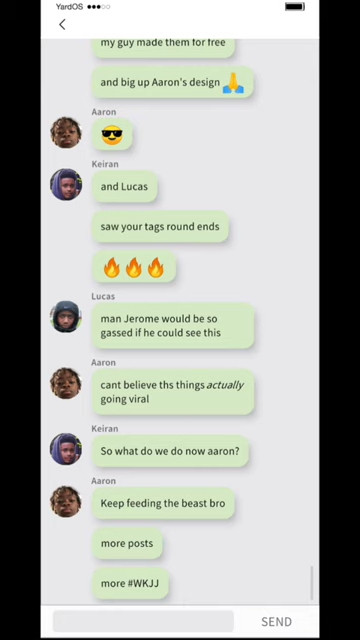 YardOS
my guy made them for free
and big up Aaron's design 🙏
Aaron
😎
Keiran
and Lucas
saw your tags round ends
🔥🔥🔥
Lucas
man Jerome would be so
gassed if he could see this
Aaron
cant believe ths things actually
going viral
Keiran
So what do we do now aaron?
Aaron
Keep feeding the beast bro
more posts
more #WKJJ
SEND